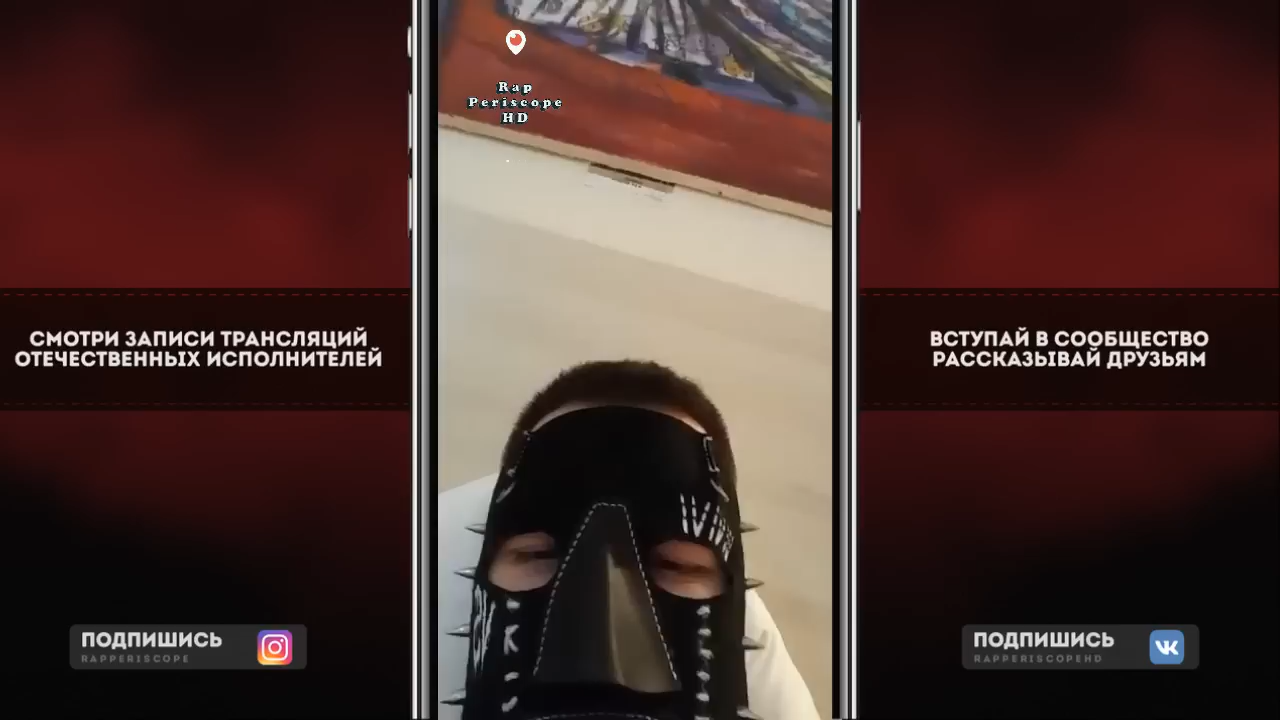 Rap
Periscope
HD
СМОТРИ ЗАПИСИ ТРАНСЛЯЦИЙ
ОТЕЧЕСТВЕННЫХ ИСПОЛНИТЕЛЕЙ
ВСТУПАЙ В СООБЩЕСТВО
РАССКАЗЫВАЙ ДРУЗЬЯМ
ПОДПИШИСЬ
RAPPERISCOPE
ПОДПИШИСЬ
RAPPERISCOPEHD